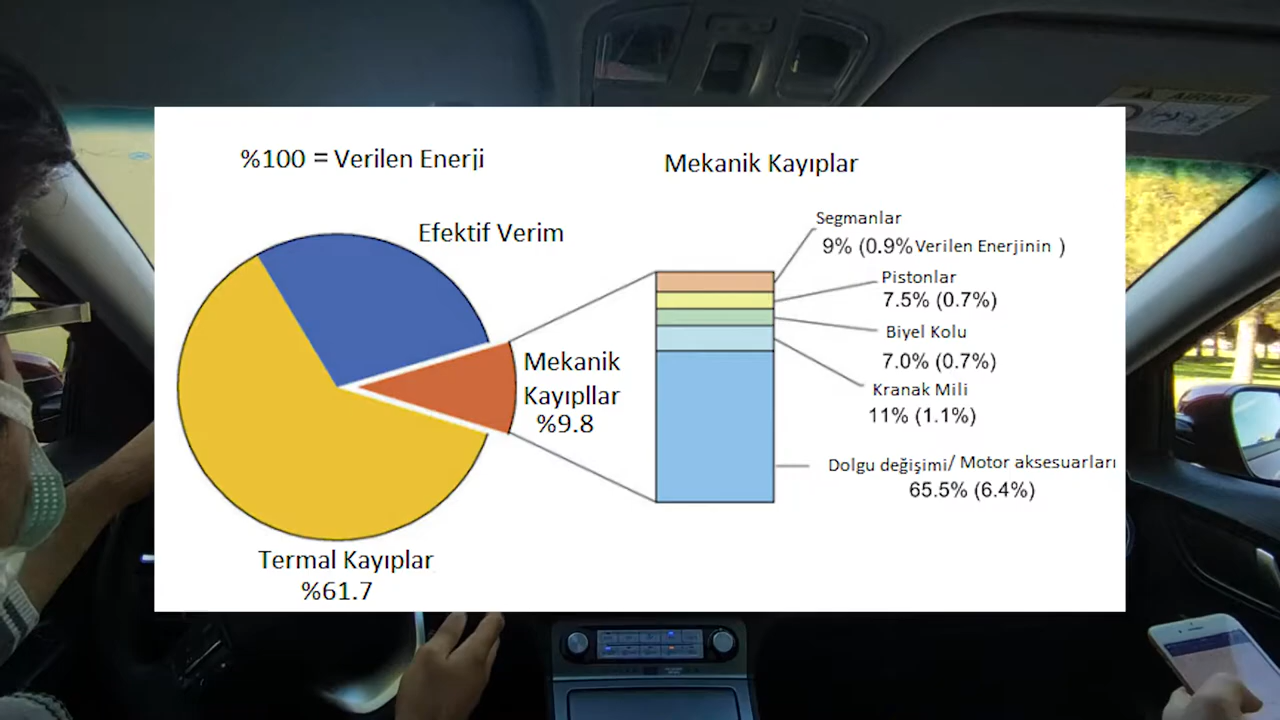 %100 = Verilen Enerji
Mekanik Kayıplar
Efektif Verim
Segmanlar
9% (0.9% Verilen Enerjinin )
Pistonlar
7.5% (0.7%)
Biyel Kolu
7.0% (0.7%)
Mekanik
Kayıpllar
%9.8
Kranak Mili
11% (1.1%)
Dolgu değişimi/ Motor aksesuarları
65.5% (6.4%)
Termal Kayıplar
%61.7
AIRBAG